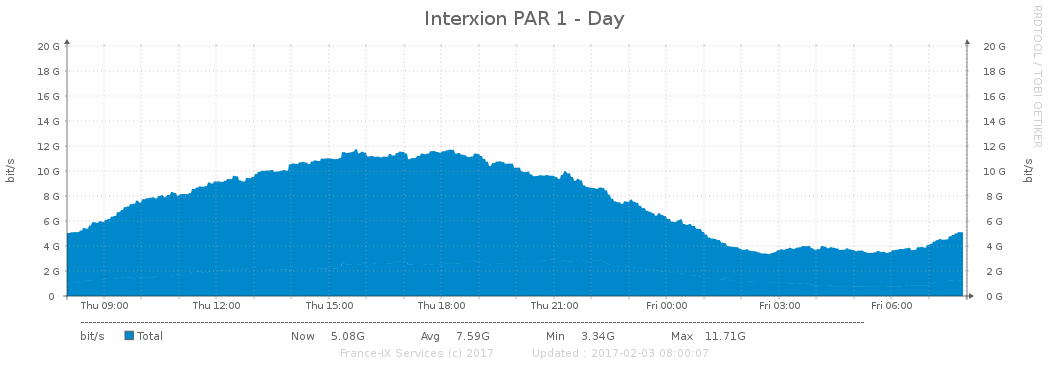 Interxion PAR 1 - Day
RRDTOOL / TOBI OETIKER
20 G 20 G
18 G 18 G
16 G 16 G
14 G 14 G
12 G 12 G
10 G 10 G
8 G 8 G
6 G 6 G
4 G 4 G
2 G 2 G
0 0 G
bit/s
bit/s
Thu 09:00 Thu 12:00 Thu 15:00 Thu 18:00 Thu 21:00 Fri 00:00 Fri 03:00 Fri 06:00
bit/s Total Now 5.08G Avg 7.59G Min 3.34G Max 11.71G
France-IX Services (c) 2017 Updated : 2017-02-03 08:00:07